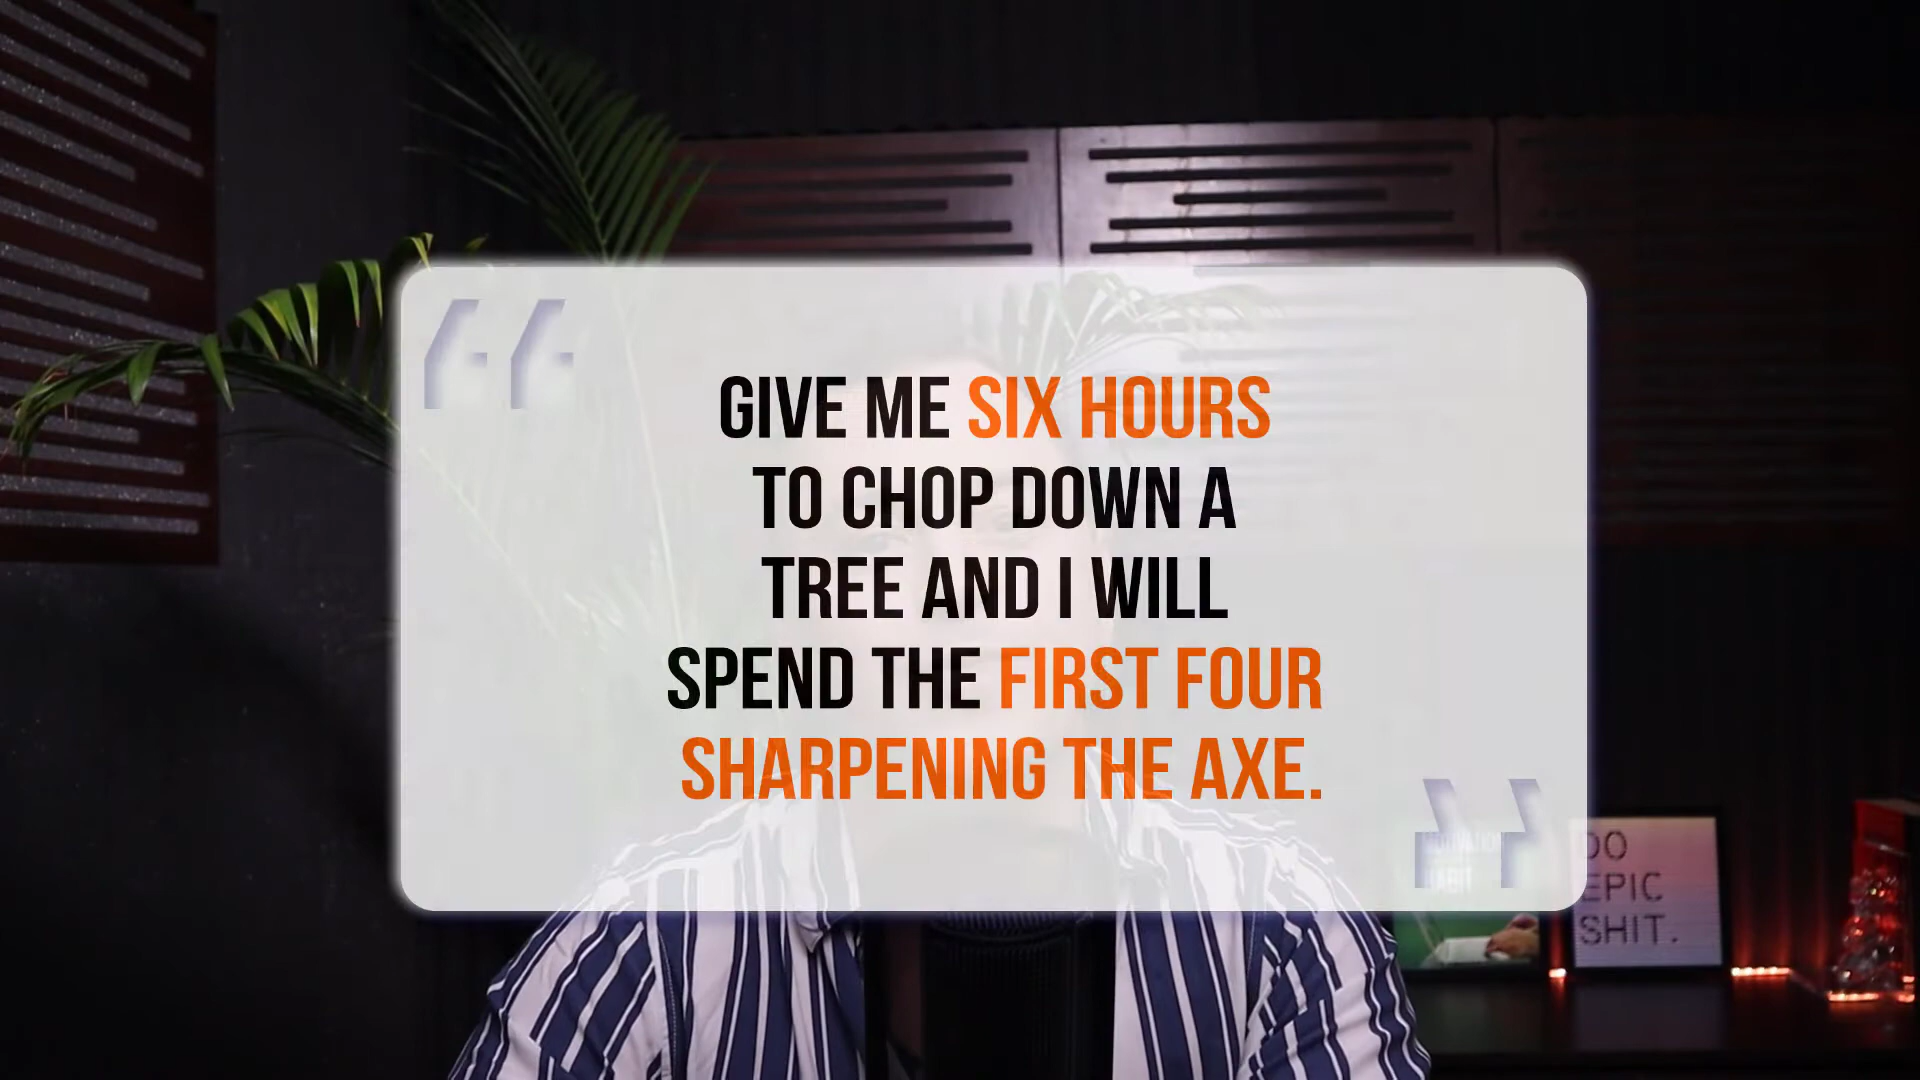 GIVE ME SIX HOURS
TO CHOP DOWN A
TREE AND I WILL
SPEND THE FIRST FOUR
SHARPENING THE AXE.
DO
EPIC
SHIT.